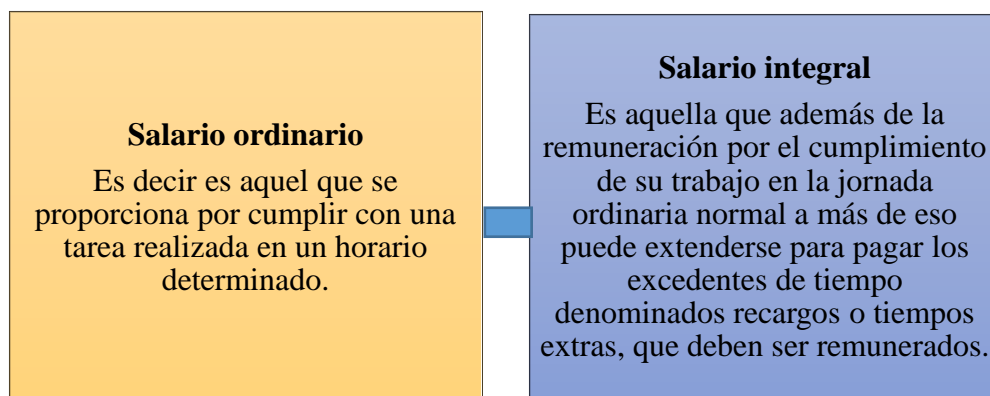 Salario ordinario
Es decir es aquel que se
proporciona por cumplir con una
tarea realizada en un horario
determinado.
Salario integral
Es aquella que además de la
remuneración por el cumplimiento
de su trabajo en la jornada
ordinaria normal a más de eso
puede extenderse para pagar los
excedentes de tiempo
denominados recargos o tiempos
extras, que deben ser remunerados.